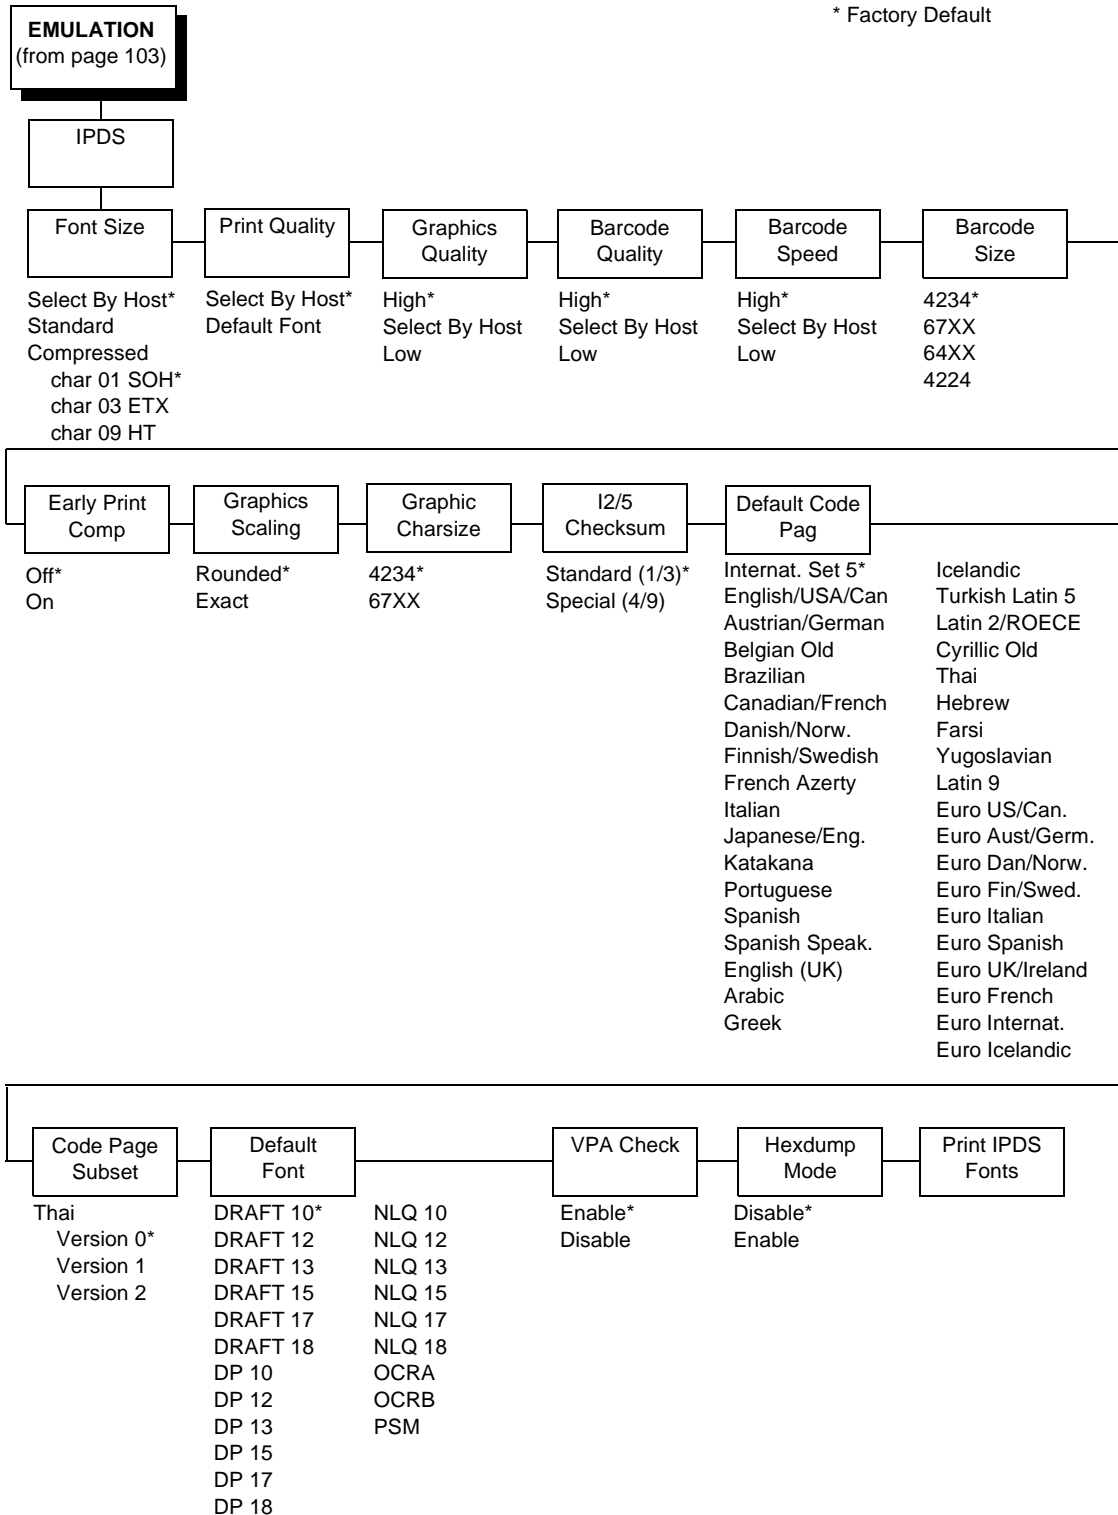 * Factory Default
EMULATION
(from page 103)
IPDS
Font Size
Select By Host*
Standard
Compressed
char 01 SOH*
char 03 ETX
char 09 HT
Print Quality
Select By Host*
Default Font
Graphics
Quality
High*
Select By Host
Low
Barcode
Quality
High*
Select By Host
Low
Barcode
Speed
High*
Select By Host
Low
Barcode
Size
4234*
67XX
64XX
4224
Early Print
Comp
Off*
On
Graphics
Scaling
Rounded*
Exact
Graphic
Charsize
4234*
67XX
I2/5
Checksum
Standard (1/3)*
Special (4/9)
Default Code
Pag
Internat. Set 5*
English/USA/Can
Austrian/German
Belgian Old
Brazilian
Canadian/French
Danish/Norw.
Finnish/Swedish
French Azerty
Italian
Japanese/Eng.
Katakana
Portuguese
Spanish
Spanish Speak.
English (UK)
Arabic
Greek
Icelandic
Turkish Latin 5
Latin 2/ROECE
Cyrillic Old
Thai
Hebrew
Farsi
Yugoslavian
Latin 9
Euro US/Can.
Euro Aust/Germ.
Euro Dan/Norw.
Euro Fin/Swed.
Euro Italian
Euro Spanish
Euro UK/Ireland
Euro French
Euro Internat.
Euro Icelandic
Code Page
Subset
Thai
Version 0*
Version 1
Version 2
Default
Font
DRAFT 10*
DRAFT 12
DRAFT 13
DRAFT 15
DRAFT 17
DRAFT 18
DP 10
DP 12
DP 13
DP 15
DP 17
DP 18
NLQ 10
NLQ 12
NLQ 13
NLQ 15
NLQ 17
NLQ 18
OCRA
OCRB
PSM
VPA Check
Enable*
Disable
Hexdump
Mode
Disable*
Enable
Print IPDS
Fonts